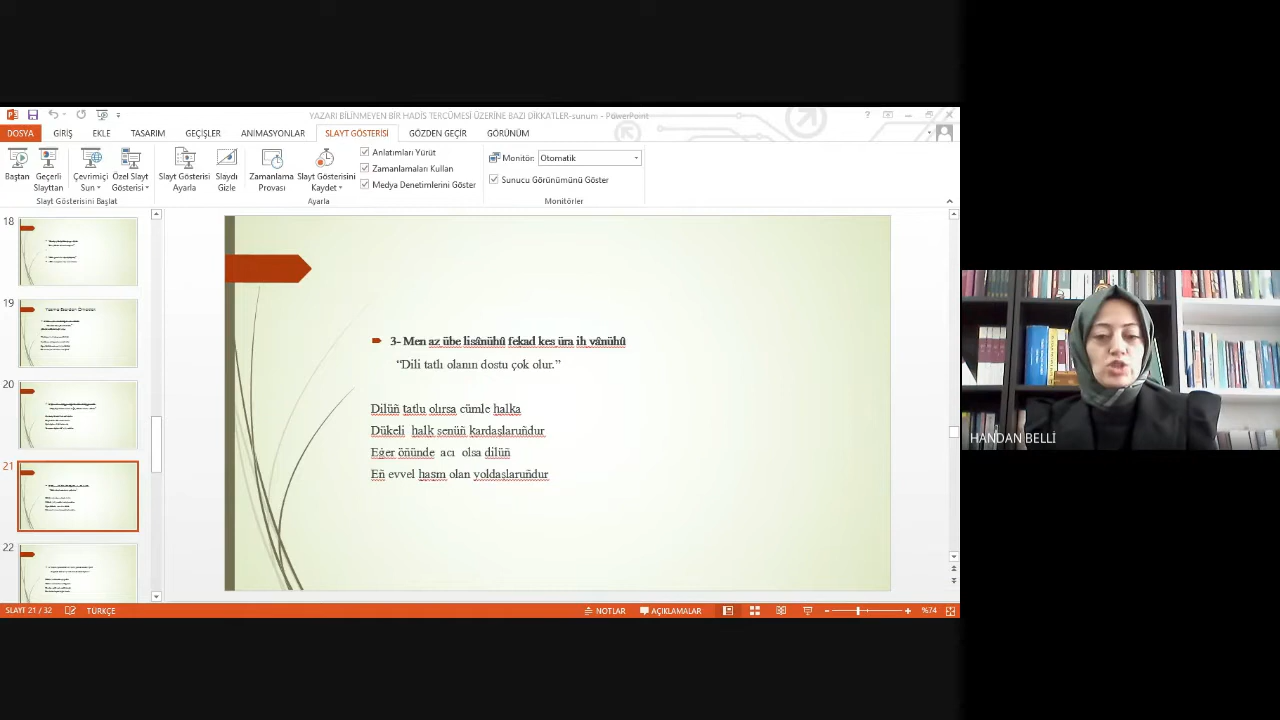 YAZARI BİLİNMEYEN BİR HADİS TERCÜMESİ ÜZERİNE BAZI DİKKATLER-sunum - PowerPoint
DOSYA GİRİŞ EKLE TASARIM GEÇİŞLER ANİMASYONLAR SLAYT GÖSTERİSİ GÖZDEN GEÇİR GÖRÜNÜM
Baştan
Geçerli Slayttan
Çevrimiçi Sun
Özel Slayt Gösterisi
Slayt Gösterisini Başlat
Slayt Gösterisi Ayarla
Slaydı Gizle
Zamanlama Provası
Slayt Gösterisini Kaydet
Anlatımları Yürüt
Zamanlamaları Kullan
Medya Denetimlerini Göster
Ayarla
Monitör: Otomatik
Sunucu Görünümünü Göster
Monitörler
18
19
20
21
22
3- Men az übe lisânühû fekad kes üra ih vânühû
“Dili tatlı olanın dostu çok olur.”
Dilüñ tatlu olırsa cümle halka
Dükeli halk senüñ kardaşlaruñdur
Eğer öñünde acı olsa dilüñ
Eñ evvel hasm olan yoldaşlaruñdur
HANDAN BELLİ
SLAYT 21 / 32 TÜRKÇE NOTLAR AÇIKLAMALAR %74